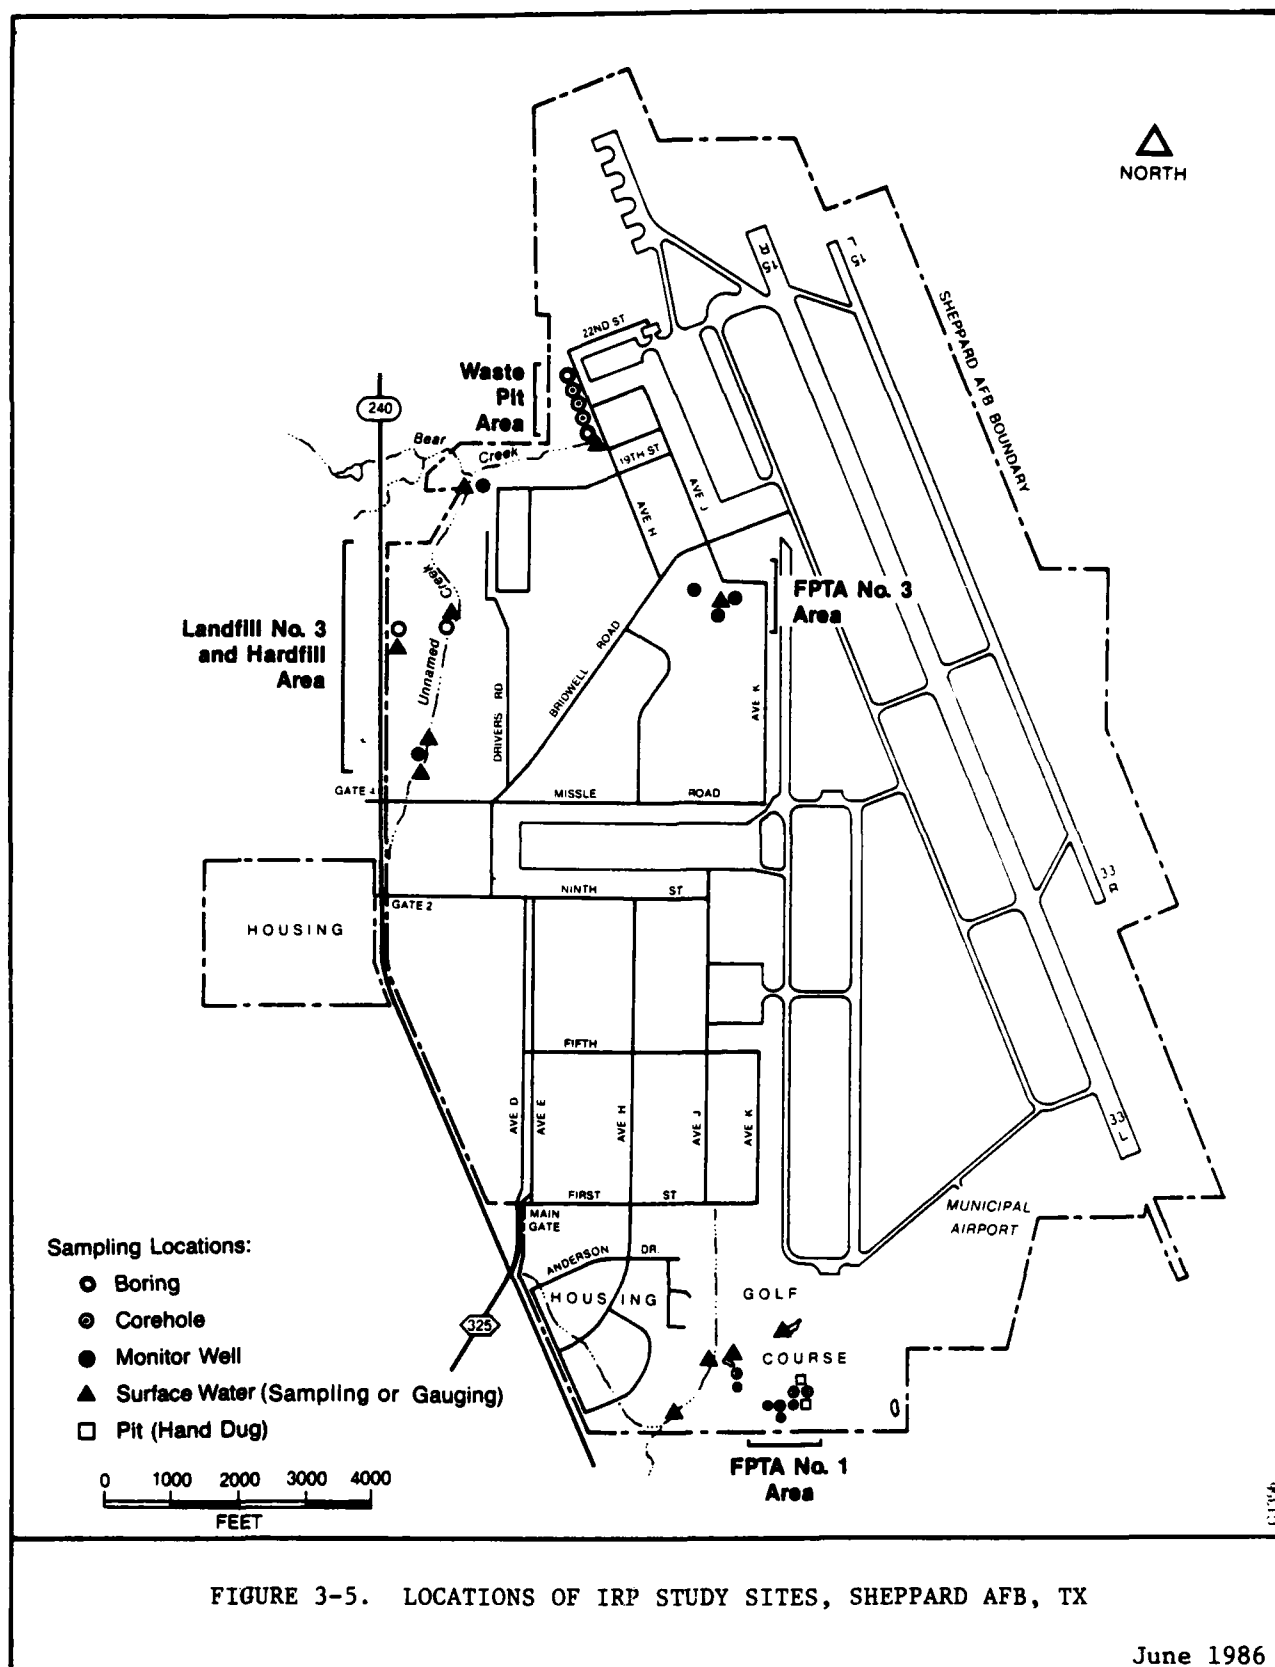 NORTH
22ND ST
R
15
L
15
SHEPPARD AFB BOUNDARY
Waste
Pit
Area
240
Bear
Creek
19TH ST
AVE H
AVE J
FPTA No. 3
Area
Landfill No. 3
and Hardfill
Area
Unnamed Creek
DRIVERS RD
BRIDWELL ROAD
AVE K
GATE 4
MISSLE ROAD
33
R
NINTH ST
GATE 2
HOUSING
FIFTH
AVE D
AVE E
AVE H
AVE J
AVE K
33
L
FIRST ST
MAIN
GATE
MUNICIPAL
AIRPORT
ANDERSON DR.
HOUSING
GOLF
COURSE
325
FPTA No. 1
Area
Sampling Locations:
Boring
Corehole
Monitor Well
Surface Water (Sampling or Gauging)
Pit (Hand Dug)
0 1000 2000 3000 4000
FEET
FIGURE 3-5. LOCATIONS OF IRP STUDY SITES, SHEPPARD AFB, TX
June 1986